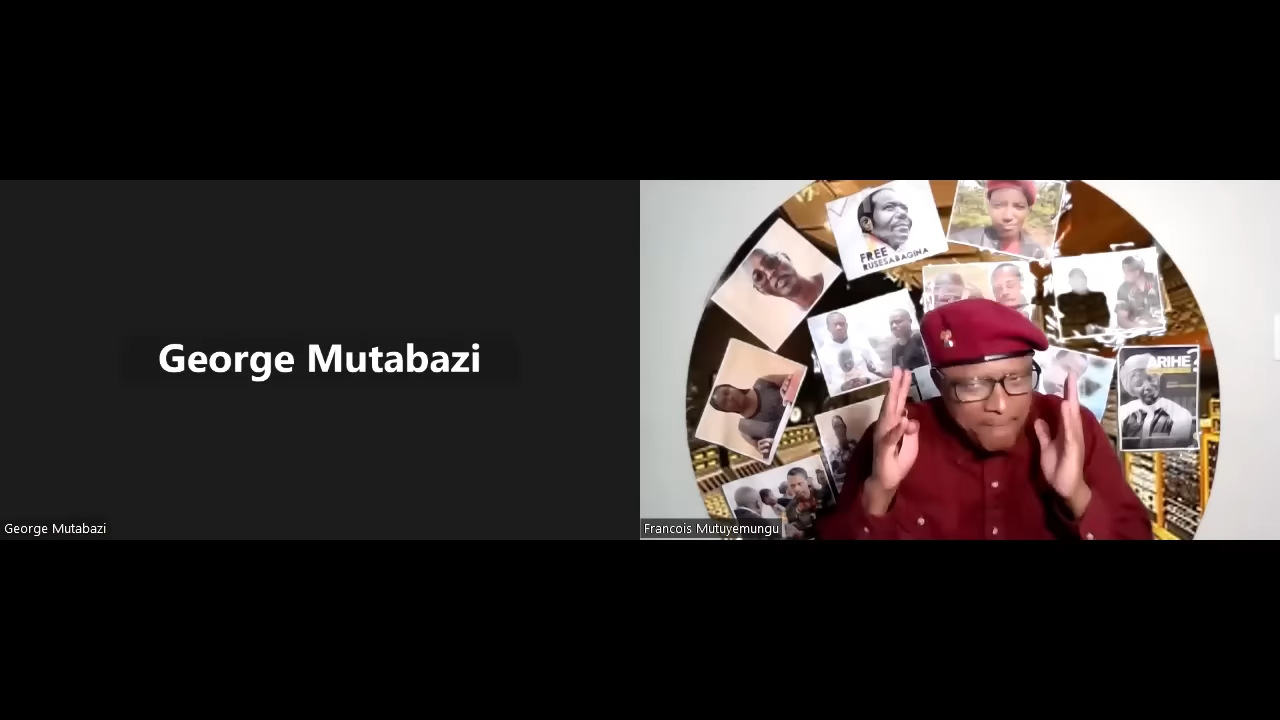 George Mutabazi
George Mutabazi
FREE
RUSESABAGINA
ARIHE
Francois Mutuyemungu